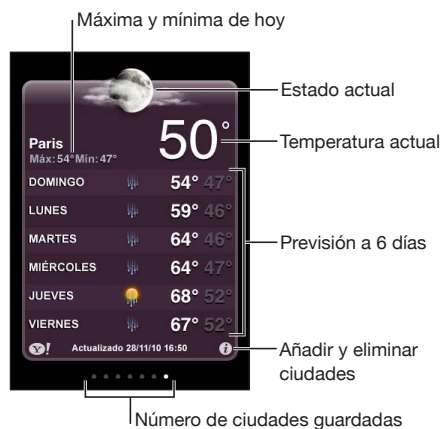 Máxima y mínima de hoy
Estado actual
50°
Temperatura actual
Paris
Máx: 54° Mín: 47°
DOMINGO 54° 47°
LUNES 59° 46°
MARTES 64° 46°
Previsión a 6 días
MIÉRCOLES 64° 47°
JUEVES 68° 52°
VIERNES 67° 52°
Y! Actualizado 28/11/10 16:50 i
Añadir y eliminar
ciudades
Número de ciudades guardadas